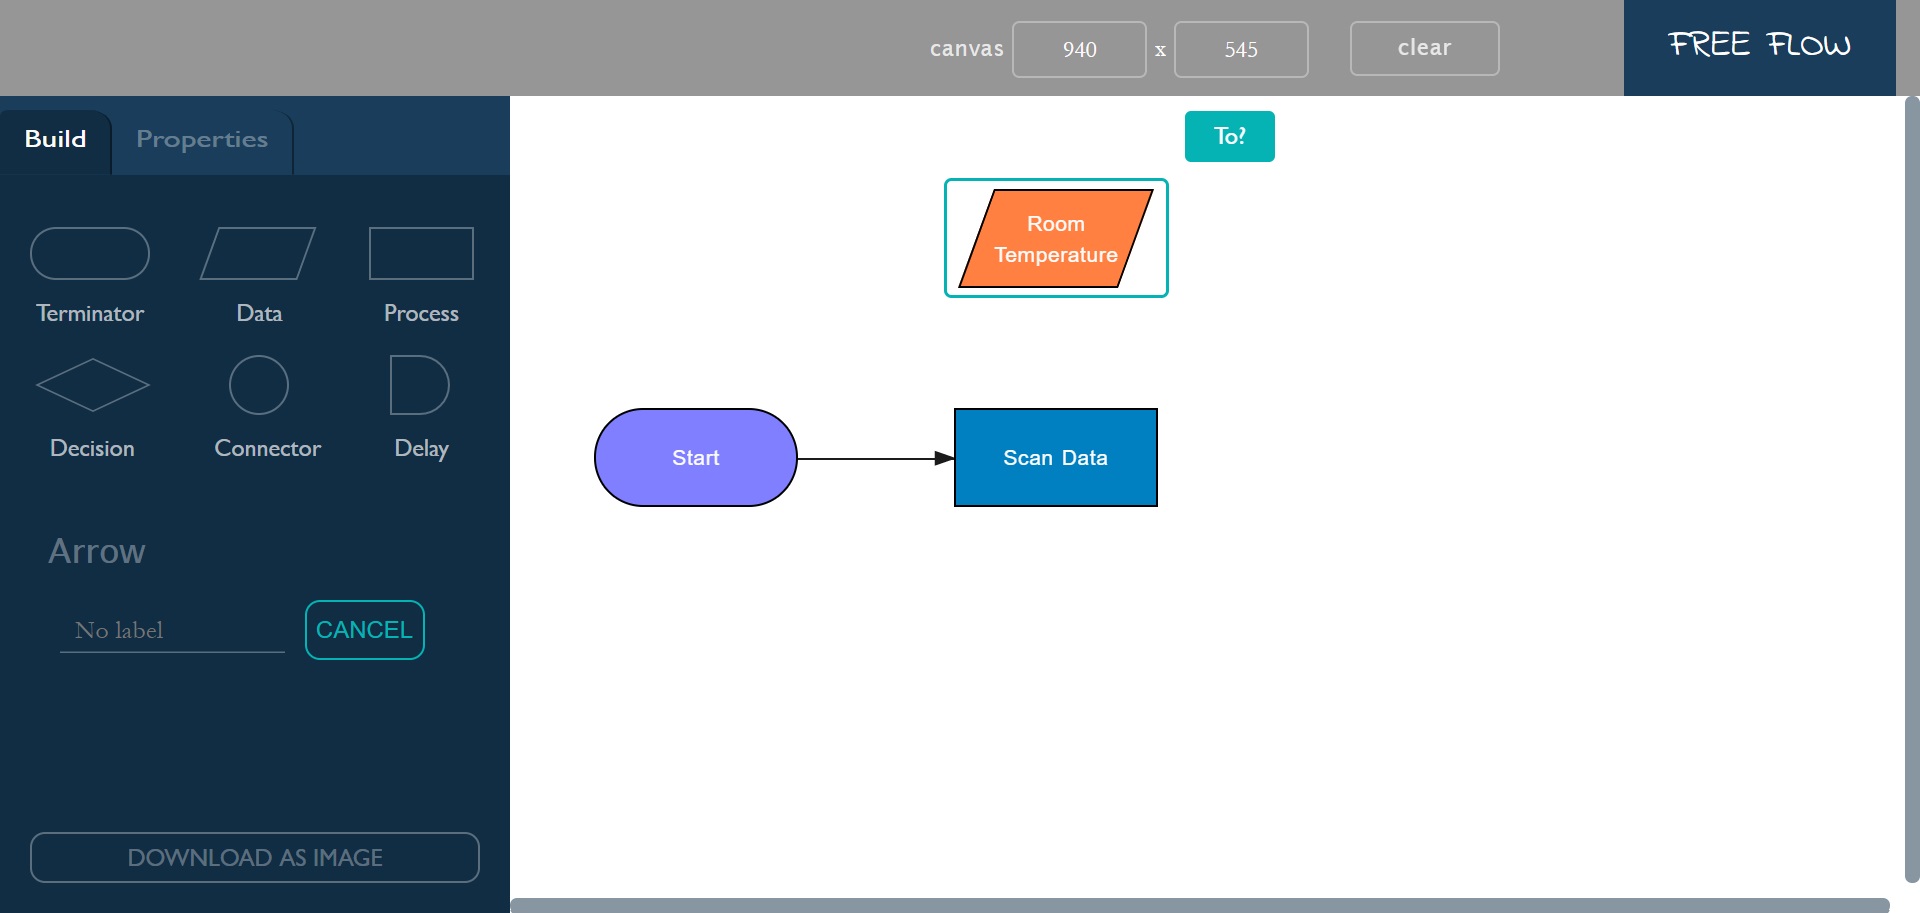 canvas 940 x 545 clear FREE FLOW
Build Properties
To?
Room
Temperature
Terminator Data Process
Decision Connector Delay
Start Scan Data
Arrow
No label CANCEL
DOWNLOAD AS IMAGE